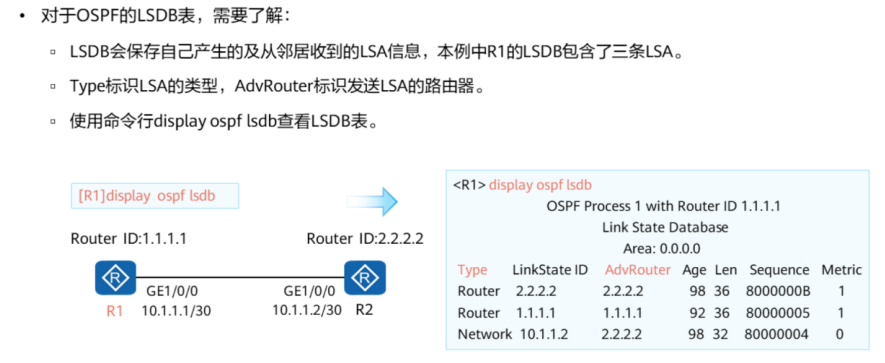 • 对于OSPF的LSDB表，需要了解：
▫ LSDB会保存自己产生的及从邻居收到的LSA信息，本例中R1的LSDB包含了三条LSA。
▫ Type标识LSA的类型，AdvRouter标识发送LSA的路由器。
▫ 使用命令行display ospf lsdb查看LSDB表。
[R1]display ospf lsdb
Router ID:1.1.1.1 Router ID:2.2.2.2
R R
GE1/0/0 GE1/0/0
R1 10.1.1.1/30 10.1.1.2/30 R2
<R1> display ospf lsdb
OSPF Process 1 with Router ID 1.1.1.1
Link State Database
Area: 0.0.0.0
Type LinkState ID AdvRouter Age Len Sequence Metric
Router 2.2.2.2 2.2.2.2 98 36 8000000B 1
Router 1.1.1.1 1.1.1.1 92 36 80000005 1
Network 10.1.1.2 2.2.2.2 98 32 80000004 0